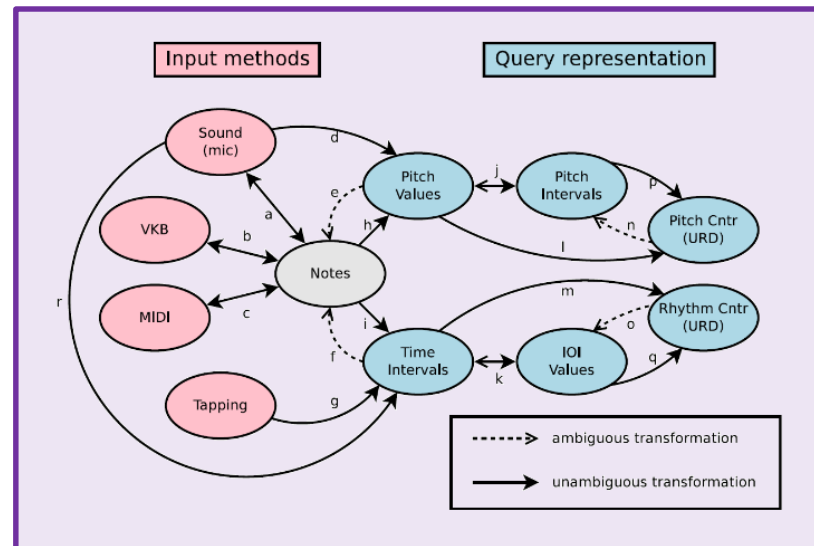 Input methods
Query representation
Sound
(mic)
d
Pitch
Values
j
Pitch
Intervals
p
e
a
VKB
b
h
n
Pitch Cntr
(URD)
l
Notes
r
MIDI
c
i
m
Rhythm Cntr
(URD)
o
f
Time
Intervals
k
IOI
Values
q
Tapping
g
ambiguous transformation
unambiguous transformation